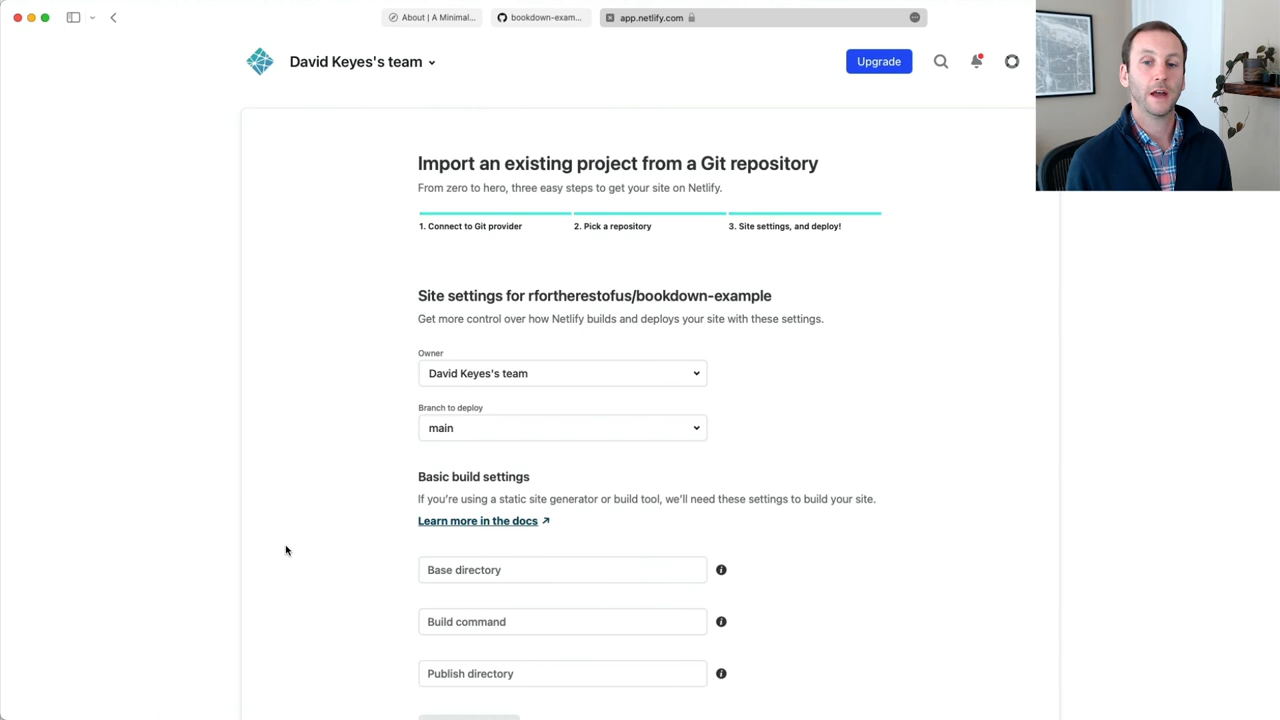 About | A Minimal...
bookdown-exam...
app.netlify.com
David Keyes's team
Upgrade
Import an existing project from a Git repository
From zero to hero, three easy steps to get your site on Netlify.
1. Connect to Git provider
2. Pick a repository
3. Site settings, and deploy!
Site settings for rfortherestofus/bookdown-example
Get more control over how Netlify builds and deploys your site with these settings.
Owner
David Keyes's team
Branch to deploy
main
Basic build settings
If you're using a static site generator or build tool, we'll need these settings to build your site.
Learn more in the docs ↗
Base directory
Build command
Publish directory